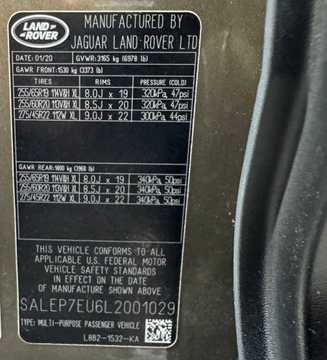 LAND-
ROVER
MANUFACTURED BY
JAGUAR LAND-ROVER LTD
DATE: 01/20 GVWR: 3165 kg (6978 lb)
GAWR FRONT: 1530 kg (3373 lb)
TIRES RIMS PRESSURE (COLD)
255/65R19 114V&H XL 8.0J x 19 320kPa, 47psi
255/60R20 113V&H XL 8.5J x 20 320kPa, 47psi
275/45R22 112W XL 9.0J x 22 300kPa, 44psi
GAWR REAR: 1800 kg (3968 lb)
255/65R19 114V&H XL 8.0J x 19 340kPa, 50psi
255/60R20 113V&H XL 8.5J x 20 340kPa, 50psi
275/45R22 112W XL 9.0J x 22 340kPa, 50psi
THIS VEHICLE CONFORMS TO ALL
APPLICABLE U.S. FEDERAL MOTOR
VEHICLE SAFETY STANDARDS IN
EFFECT ON THE DATE OF
MANUFACTURE SHOWN ABOVE
SALEP7EU6L2001029
TYPE: MULTI-PURPOSE PASSENGER VEHICLE
L8B2-1532-KA